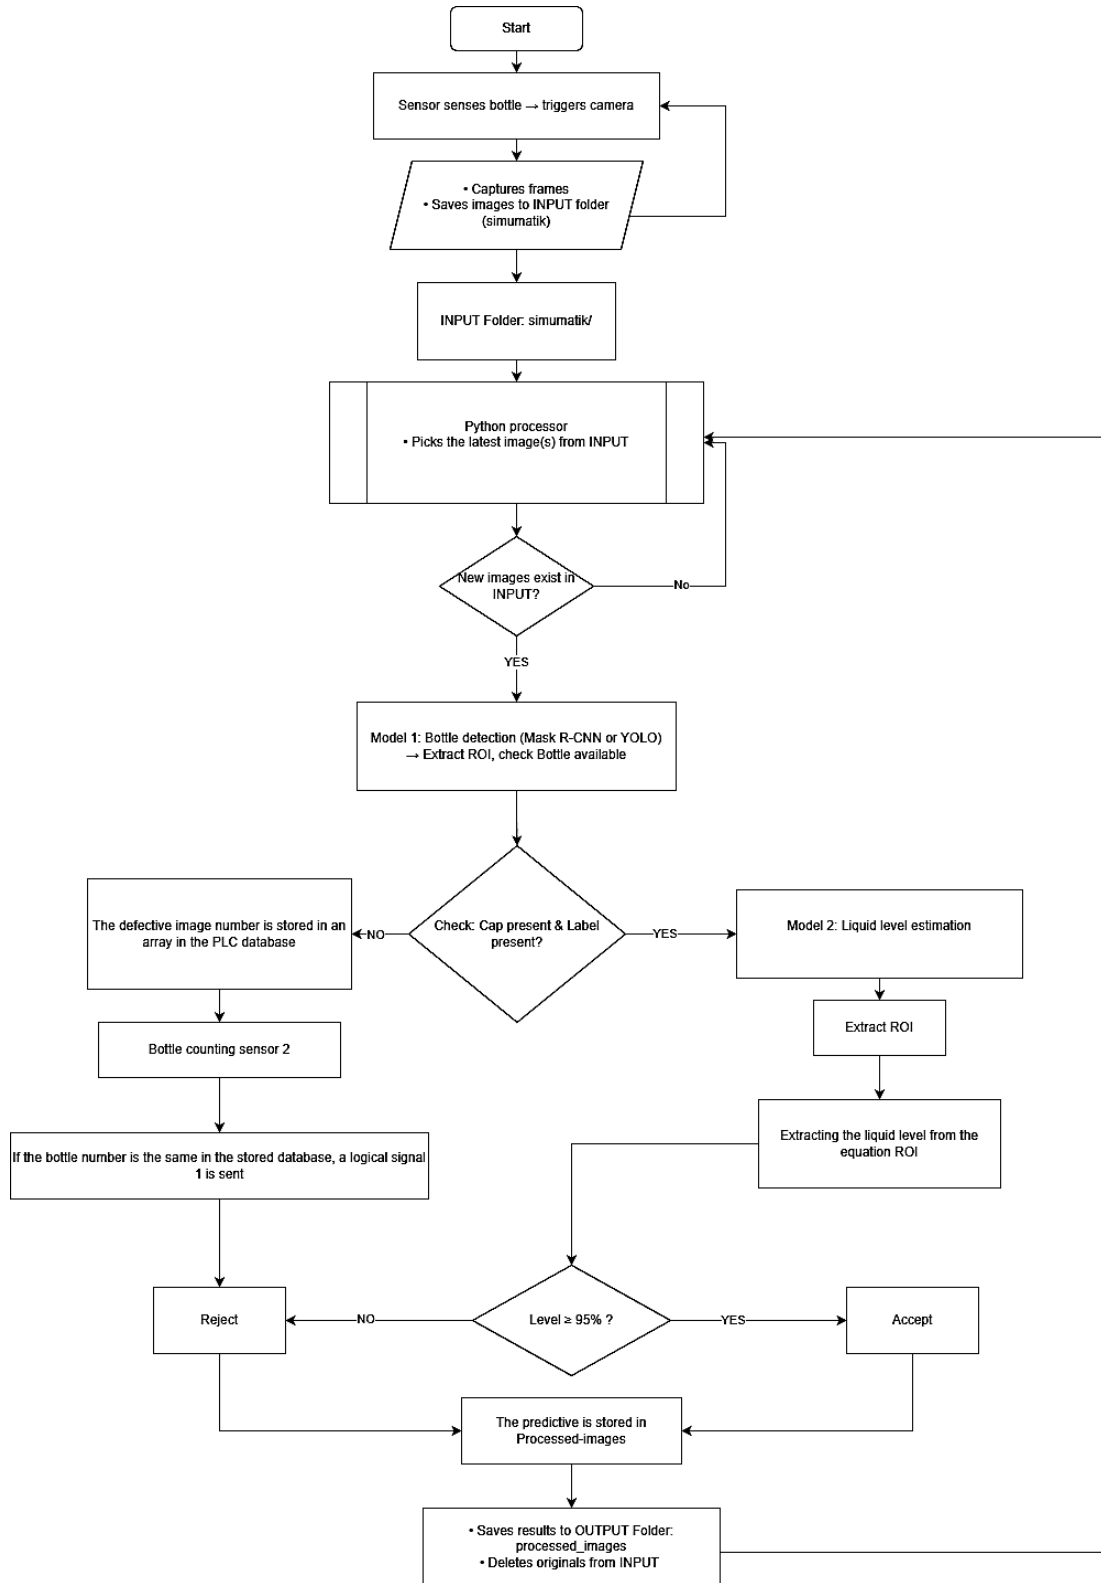 Start
Sensor senses bottle → triggers camera
• Captures frames
• Saves images to INPUT folder
(simumatik)
INPUT Folder: simumatik/
Python processor
• Picks the latest image(s) from INPUT
New images exist in
INPUT?
No
YES
Model 1: Bottle detection (Mask R-CNN or YOLO)
→ Extract ROI, check Bottle available
The defective image number is stored in an
array in the PLC database
NO
Check: Cap present & Label
present?
YES
Model 2: Liquid level estimation
Extract ROI
Bottle counting sensor 2
Extracting the liquid level from the
equation ROI
If the bottle number is the same in the stored database, a logical signal
1 is sent
Reject
NO
Level ≥ 95% ?
YES
Accept
The predictive is stored in
Processed-images
• Saves results to OUTPUT Folder:
processed_images
• Deletes originals from INPUT